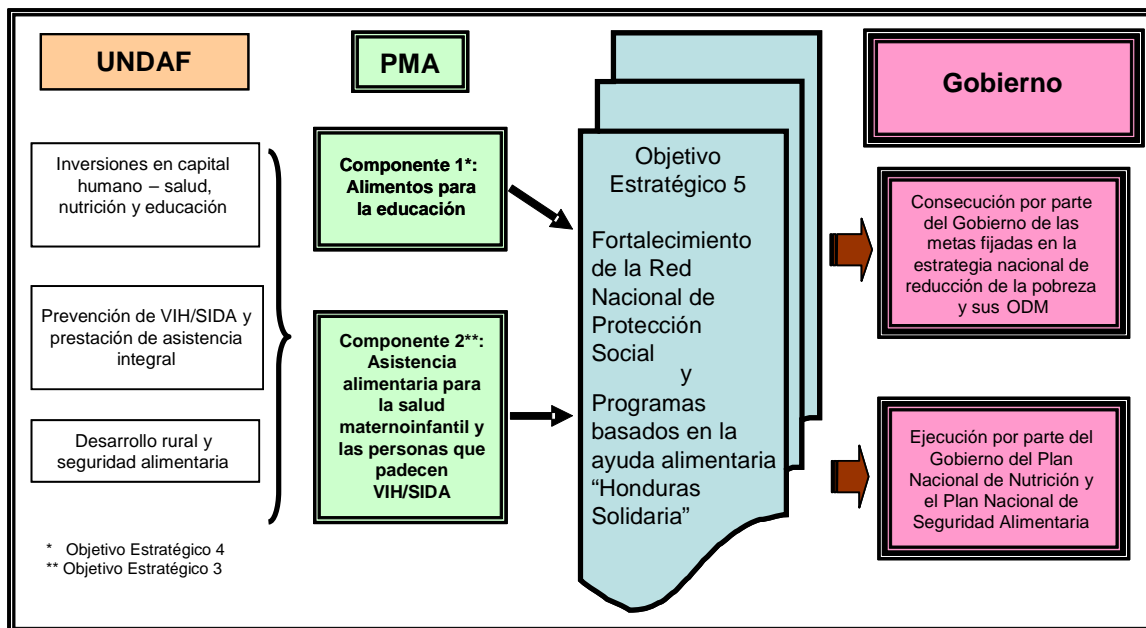 UNDAF
Inversiones en capital
humano – salud,
nutrición y educación
Prevención de VIH/SIDA y
prestación de asistencia
integral
Desarrollo rural y
seguridad alimentaria
* Objetivo Estratégico 4
** Objetivo Estratégico 3
PMA
Componente 1*:
Alimentos para
la educación
Componente 2**:
Asistencia
alimentaria para
la salud
maternoinfantil y
las personas que
padecen
VIH/SIDA
Objetivo
Estratégico 5
Fortalecimiento
de la Red
Nacional de
Protección
Social
y
Programas
basados en la
ayuda alimentaria
“Honduras
Solidaria”
Gobierno
Consecución por parte
del Gobierno de las
metas fijadas en la
estrategia nacional de
reducción de la pobreza
y sus ODM
Ejecución por parte del
Gobierno del Plan
Nacional de Nutrición y
el Plan Nacional de
Seguridad Alimentaria